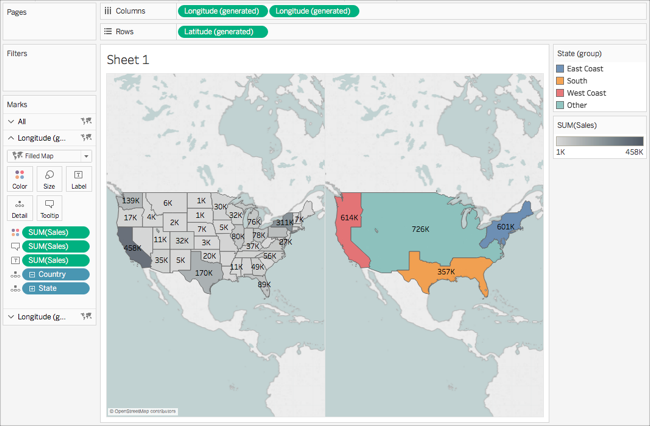 Pages
Columns
Longitude (generated)
Longitude (generated)
Rows
Latitude (generated)
Filters
Sheet 1
State (group)
East Coast
South
West Coast
Other
SUM(Sales)
1K
458K
Marks
All
Longitude (g...
Filled Map
Color
Size
Label
Detail
Tooltip
SUM(Sales)
SUM(Sales)
SUM(Sales)
Country
State
Longitude (g...
139K
6K
1K
30K
17K
4K
1K
32K
76K
311K
7K
2K
7K
458K
11K
32K
5K
80K
78K
27K
3K
37K
35K
5K
20K
56K
170K
11K
49K
89K
614K
726K
601K
357K
© OpenStreetMap contributors